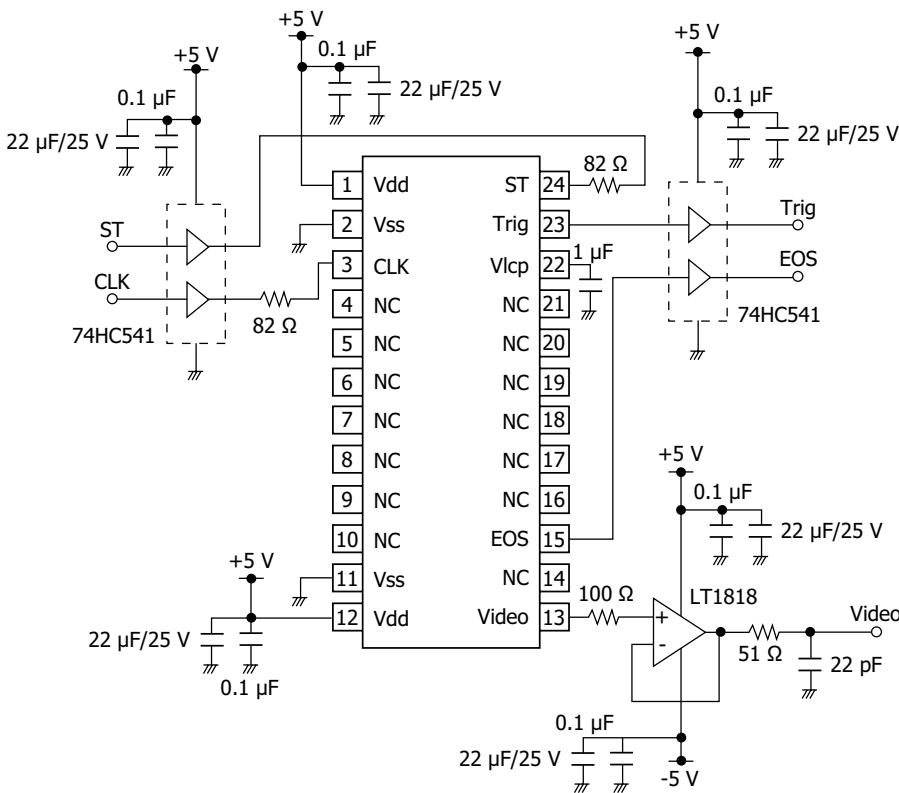 +5 V
0.1 µF
22 µF/25 V
+5 V
0.1 µF
22 µF/25 V
+5 V
0.1 µF
22 µF/25 V
ST
CLK
74HC541
82 Ω
82 Ω
1 Vdd
2 Vss
3 CLK
4 NC
5 NC
6 NC
7 NC
8 NC
9 NC
10 NC
11 Vss
12 Vdd
ST 24
Trig 23
Vlcp 22
NC 21
NC 20
NC 19
NC 18
NC 17
NC 16
EOS 15
NC 14
Video 13
1 µF
Trig
EOS
74HC541
+5 V
22 µF/25 V
0.1 µF
+5 V
0.1 µF
22 µF/25 V
100 Ω
LT1818
+
-
51 Ω
Video
22 pF
0.1 µF
22 µF/25 V
-5 V